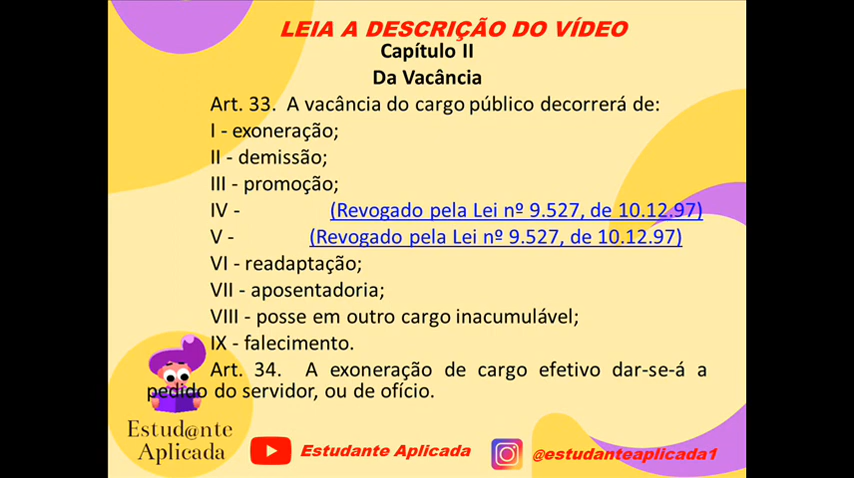 LEIA A DESCRIÇÃO DO VÍDEO
Capítulo II
Da Vacância
Art. 33. A vacância do cargo público decorrerá de:
I - exoneração;
II - demissão;
III - promoção;
IV - (Revogado pela Lei nº 9.527, de 10.12.97)
V - (Revogado pela Lei nº 9.527, de 10.12.97)
VI - readaptação;
VII - aposentadoria;
VIII - posse em outro cargo inacumulável;
IX - falecimento.
Art. 34. A exoneração de cargo efetivo dar-se-á a
pedido do servidor, ou de ofício.
Estud@nte
Aplicada
Estudante Aplicada
@estudanteaplicada1